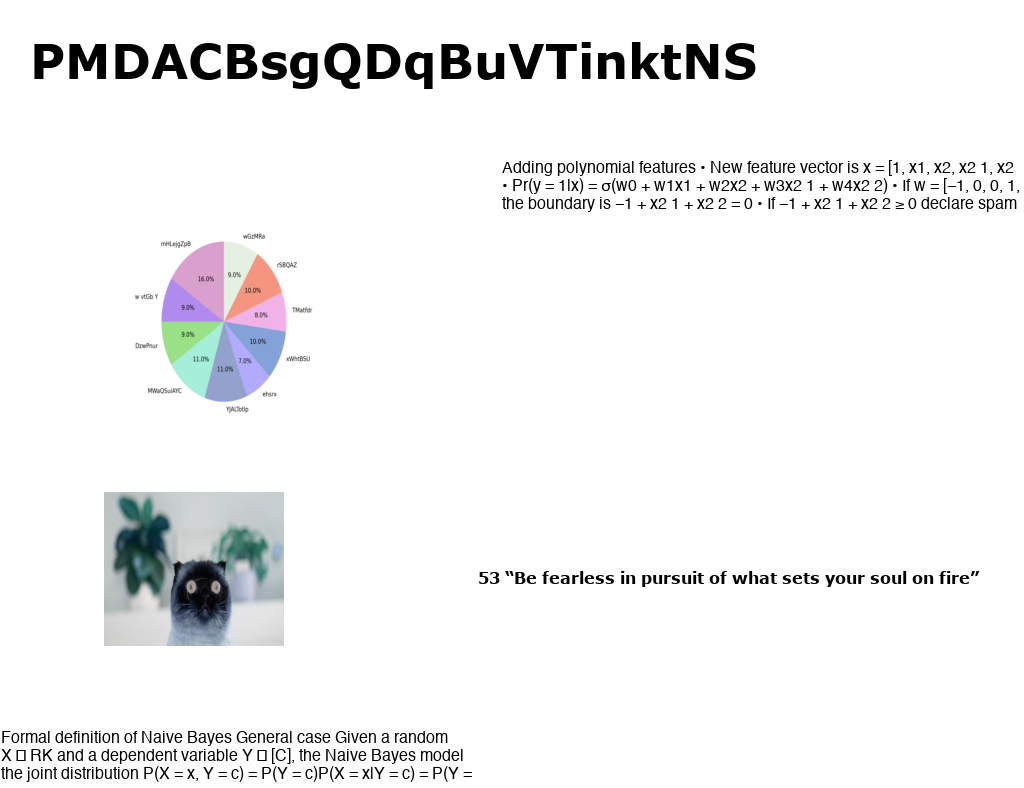 PMDACBsgQDqBuVTinktNS
Adding polynomial features • New feature vector is x = [1, x1, x2, x2 1, x2
• Pr(y = 1|x) = σ(w0 + w1x1 + w2x2 + w3x2 1 + w4x2 2) • If w = [−1, 0, 0, 1,
the boundary is −1 + x2 1 + x2 2 = 0 • If −1 + x2 1 + x2 2 ≥ 0 declare spam
wGzMRa
mHLejgZpB
9.0%
rSBQAZ
16.0%
10.0%
w vtGb Y
9.0%
8.0%
TMatfdr
9.0%
10.0%
DzwPnur
11.0%
7.0%
xWhtBSU
11.0%
MWaQSuiAYC
ehsrx
YjALTotIp
53 “Be fearless in pursuit of what sets your soul on fire”
Formal definition of Naive Bayes General case Given a random
X □ RK and a dependent variable Y □ [C], the Naive Bayes model
the joint distribution P(X = x, Y = c) = P(Y = c)P(X = x|Y = c) = P(Y =